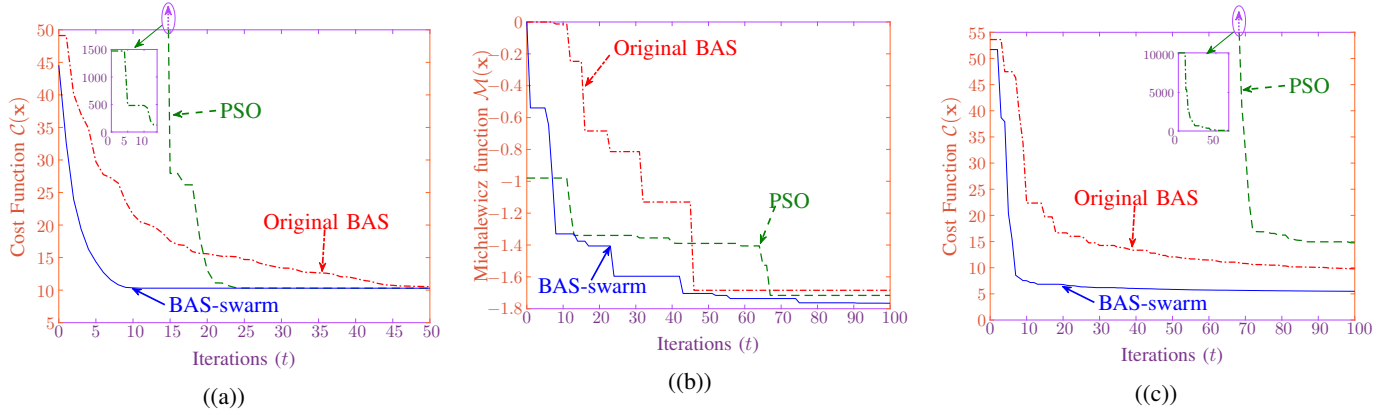 Cost Function C(x)
50
45
40
35
30
25
20
15
10
5
1500
1000
500
0
5
10
PSO
Original BAS
BAS-swarm
0 5 10 15 20 25 30 35 40 45 50
Iterations (t)
((a))
Michalewicz function M(x)
0
−0.2
−0.4
−0.6
−0.8
−1
−1.2
−1.4
−1.6
−1.8
Original BAS
PSO
BAS-swarm
0 10 20 30 40 50 60 70 80 90 100
Iterations (t)
((b))
Cost Function C(x)
55
50
45
40
35
30
25
20
15
10
5
0
10000
5000
0
0 50
PSO
Original BAS
BAS-swarm
0 10 20 30 40 50 60 70 80 90 100
Iterations (t)
((c))